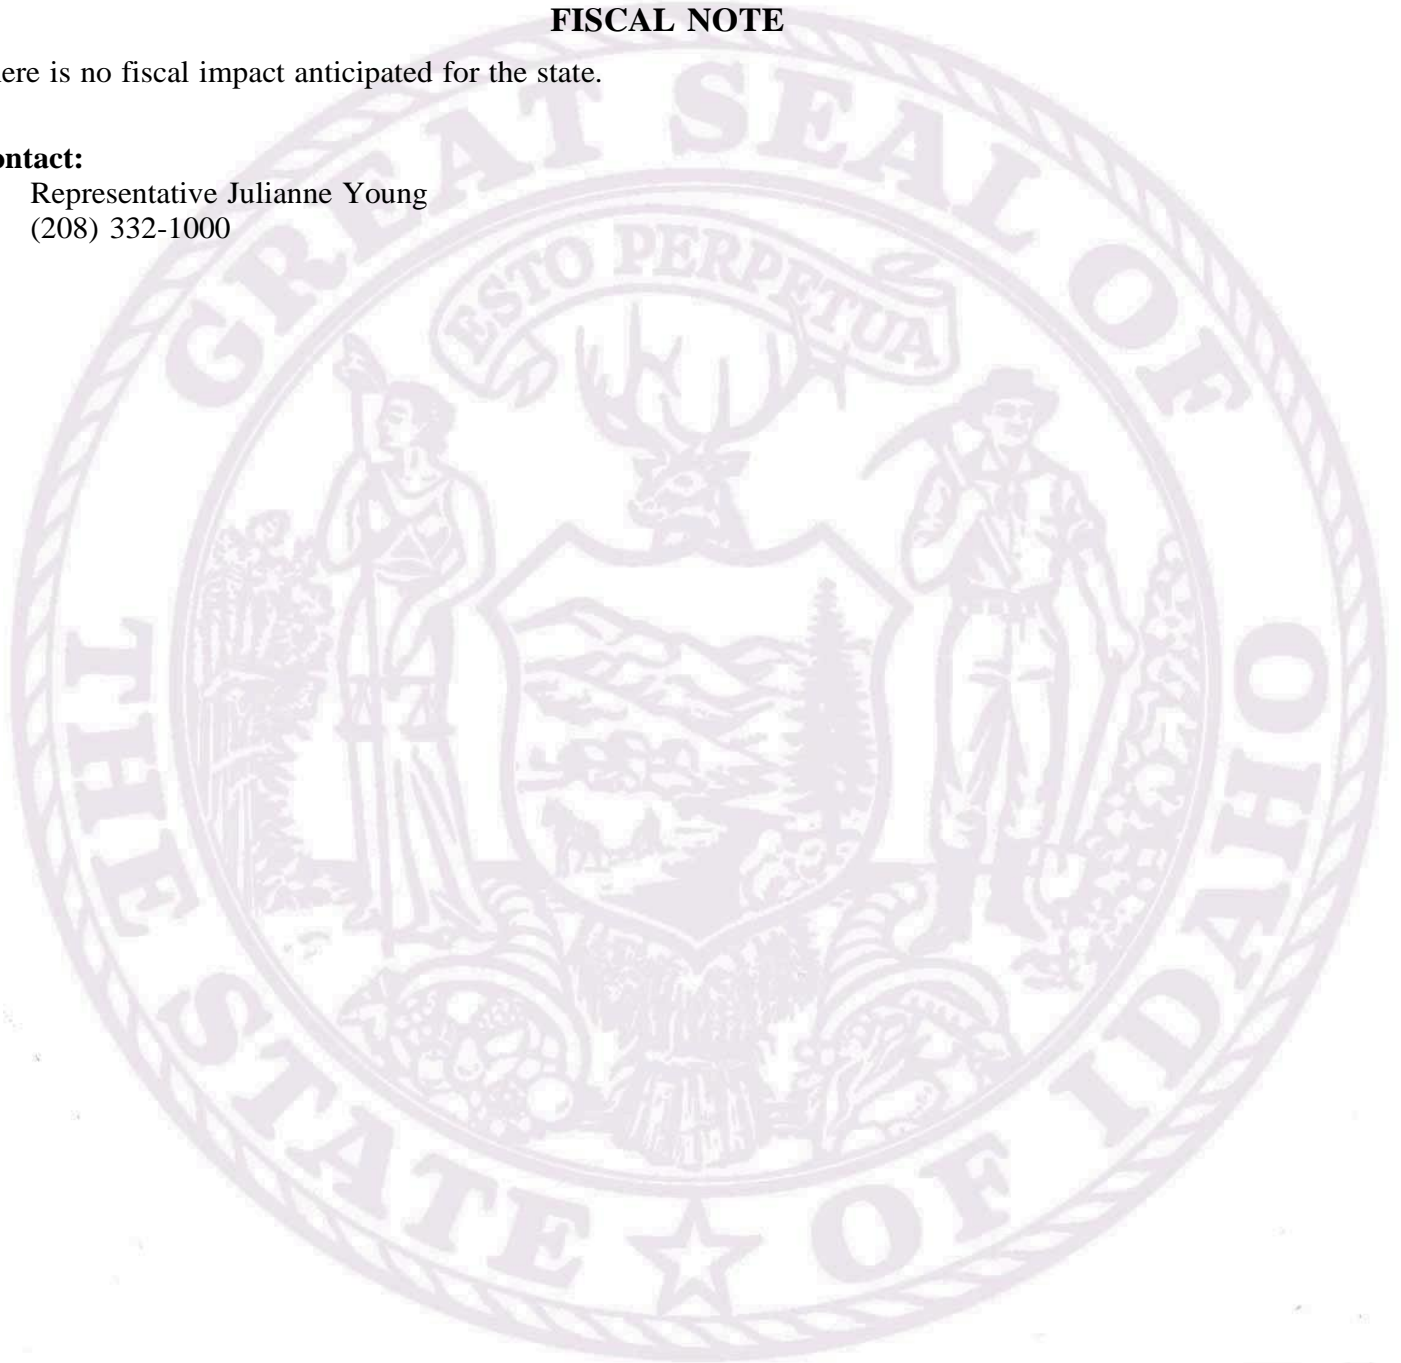 FISCAL NOTE
ere is no fiscal impact anticipated for the state.
ontact:
Representative Julianne Young
(208) 332-1000
GREAT SEAL OF
THE STATE OF IDAHO
ESTO PERPETUA